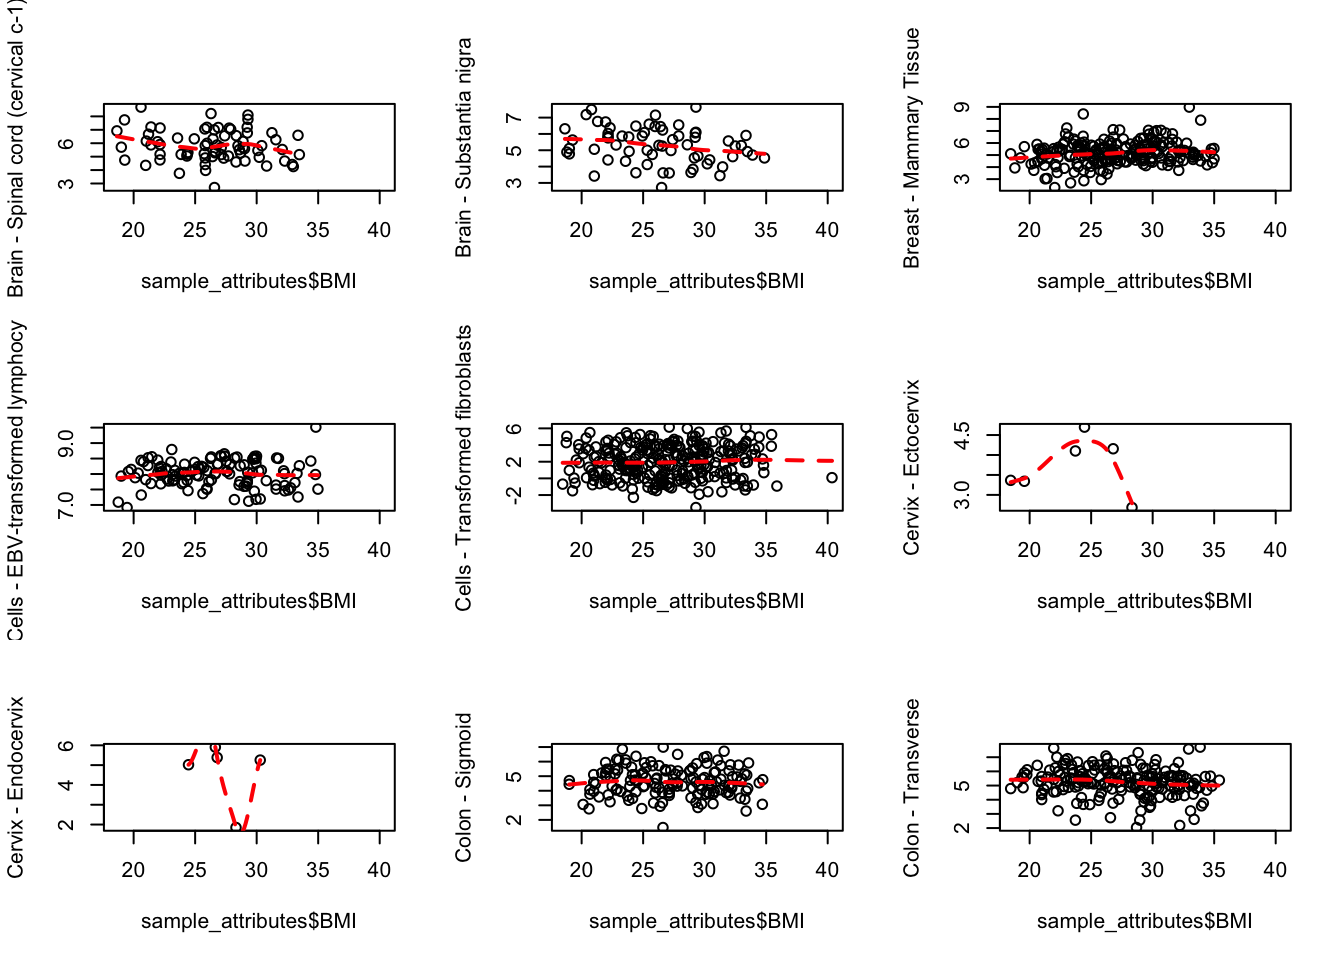 Brain - Spinal cord (cervical c-1)
6
3
20 25 30 35 40
sample_attributes$BMI
Brain - Substantia nigra
7
5
3
20 25 30 35 40
sample_attributes$BMI
Breast - Mammary Tissue
9
6
3
20 25 30 35 40
sample_attributes$BMI
Cells - EBV-transformed lymphocy
9.0
7.0
20 25 30 35 40
sample_attributes$BMI
Cells - Transformed fibroblasts
6
2
-2
20 25 30 35 40
sample_attributes$BMI
Cervix - Ectocervix
4.5
3.0
20 25 30 35 40
sample_attributes$BMI
Cervix - Endocervix
6
4
2
20 25 30 35 40
sample_attributes$BMI
Colon - Sigmoid
5
2
20 25 30 35 40
sample_attributes$BMI
Colon - Transverse
5
2
20 25 30 35 40
sample_attributes$BMI